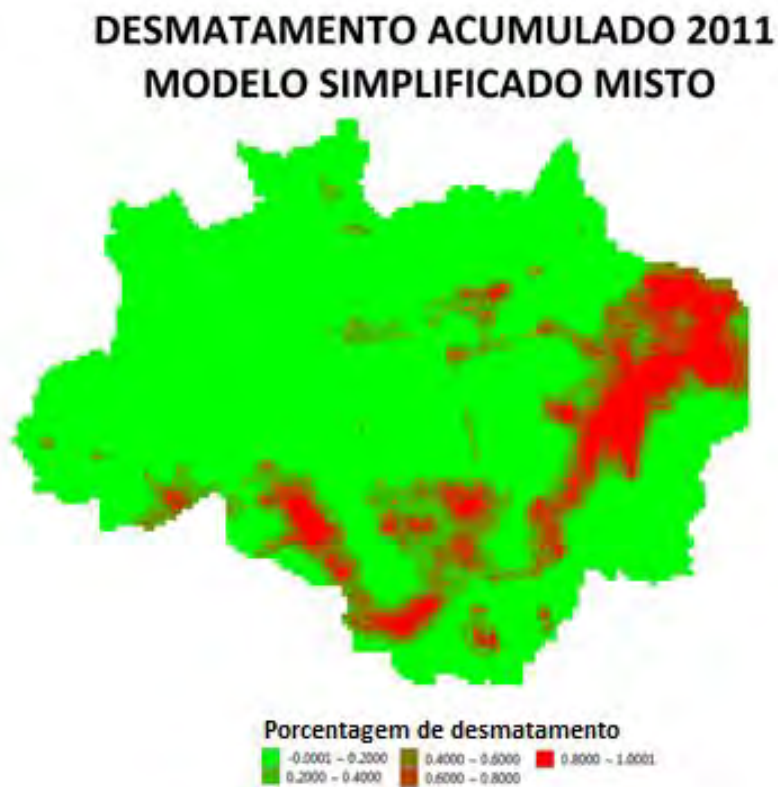 DESMATAMENTO ACUMULADO 2011
MODELO SIMPLIFICADO MISTO
Porcentagem de desmatamento
-0.0001 – 0.2000 0.4000 – 0.6000 0.8000 – 1.0001
0.2000 – 0.4000 0.6000 – 0.8000